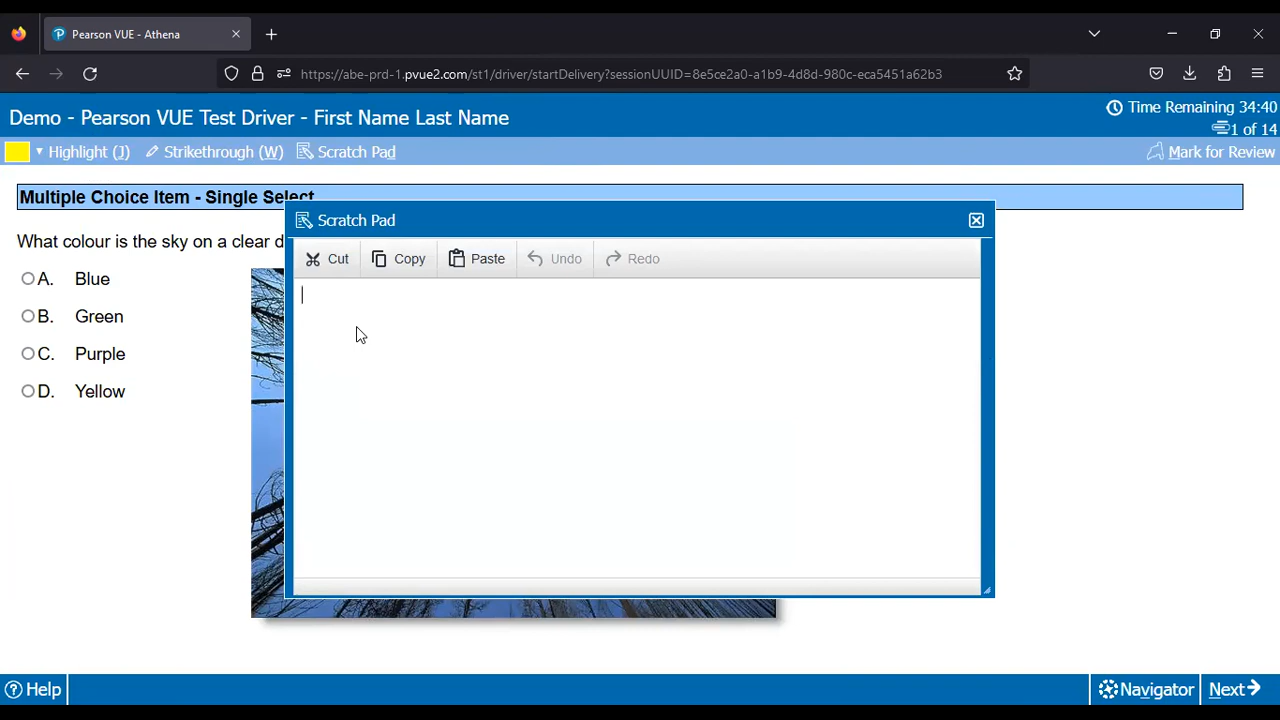 Pearson VUE - Athena
https://abe-prd-1.pvue2.com/st1/driver/startDelivery?sessionUUID=8e5ce2a0-a1b9-4d8d-980c-eca5451a62b3
Demo - Pearson VUE Test Driver - First Name Last Name
Time Remaining 34:40
1 of 14
Highlight (J) Strikethrough (W) Scratch Pad Mark for Review
Multiple Choice Item - Single Select
What colour is the sky on a clear d
A. Blue
B. Green
C. Purple
D. Yellow
Scratch Pad
Cut Copy Paste Undo Redo
Help Navigator Next